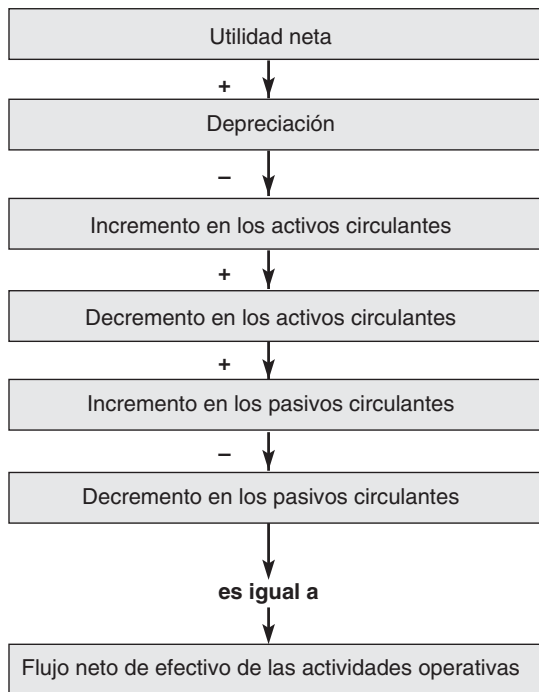 Utilidad neta
+
Depreciación
–
Incremento en los activos circulantes
+
Decremento en los activos circulantes
+
Incremento en los pasivos circulantes
–
Decremento en los pasivos circulantes
es igual a
Flujo neto de efectivo de las actividades operativas